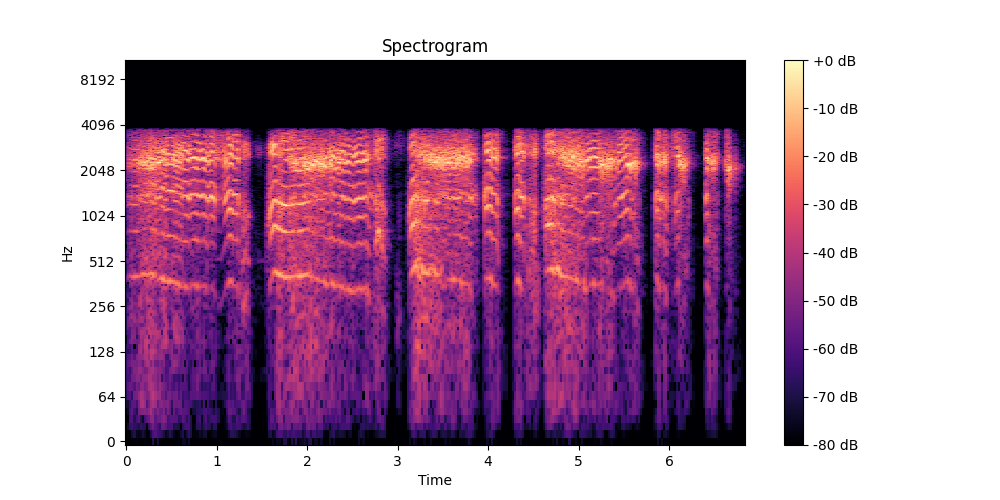 Spectrogram
8192
4096
2048
1024
512
256
128
64
0
Hz
0 1 2 3 4 5 6
Time
+0 dB
-10 dB
-20 dB
-30 dB
-40 dB
-50 dB
-60 dB
-70 dB
-80 dB